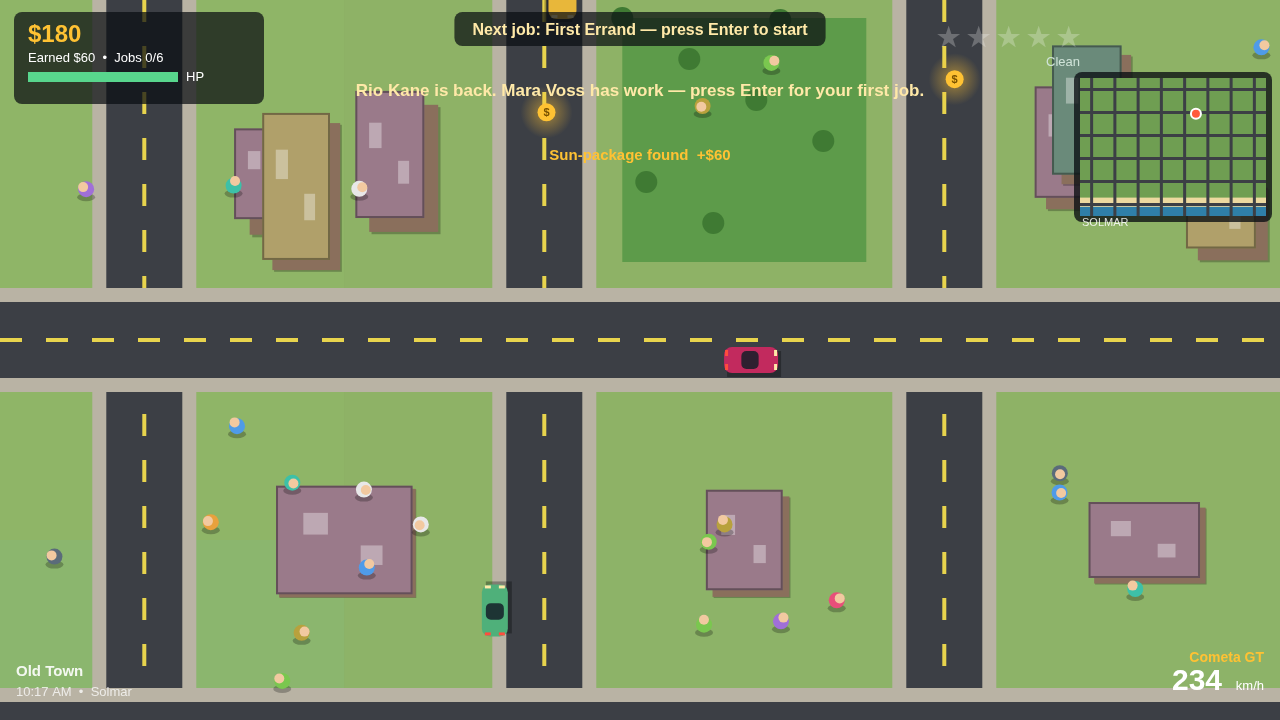 $180
Earned $60 • Jobs 0/6
HP
Next job: First Errand — press Enter to start
Clean
Rio Kane is back. Mara Voss has work — press Enter for your first job.
$
$
Sun-package found +$60
SOLMAR
Old Town
10:17 AM • Solmar
Cometa GT
234 km/h